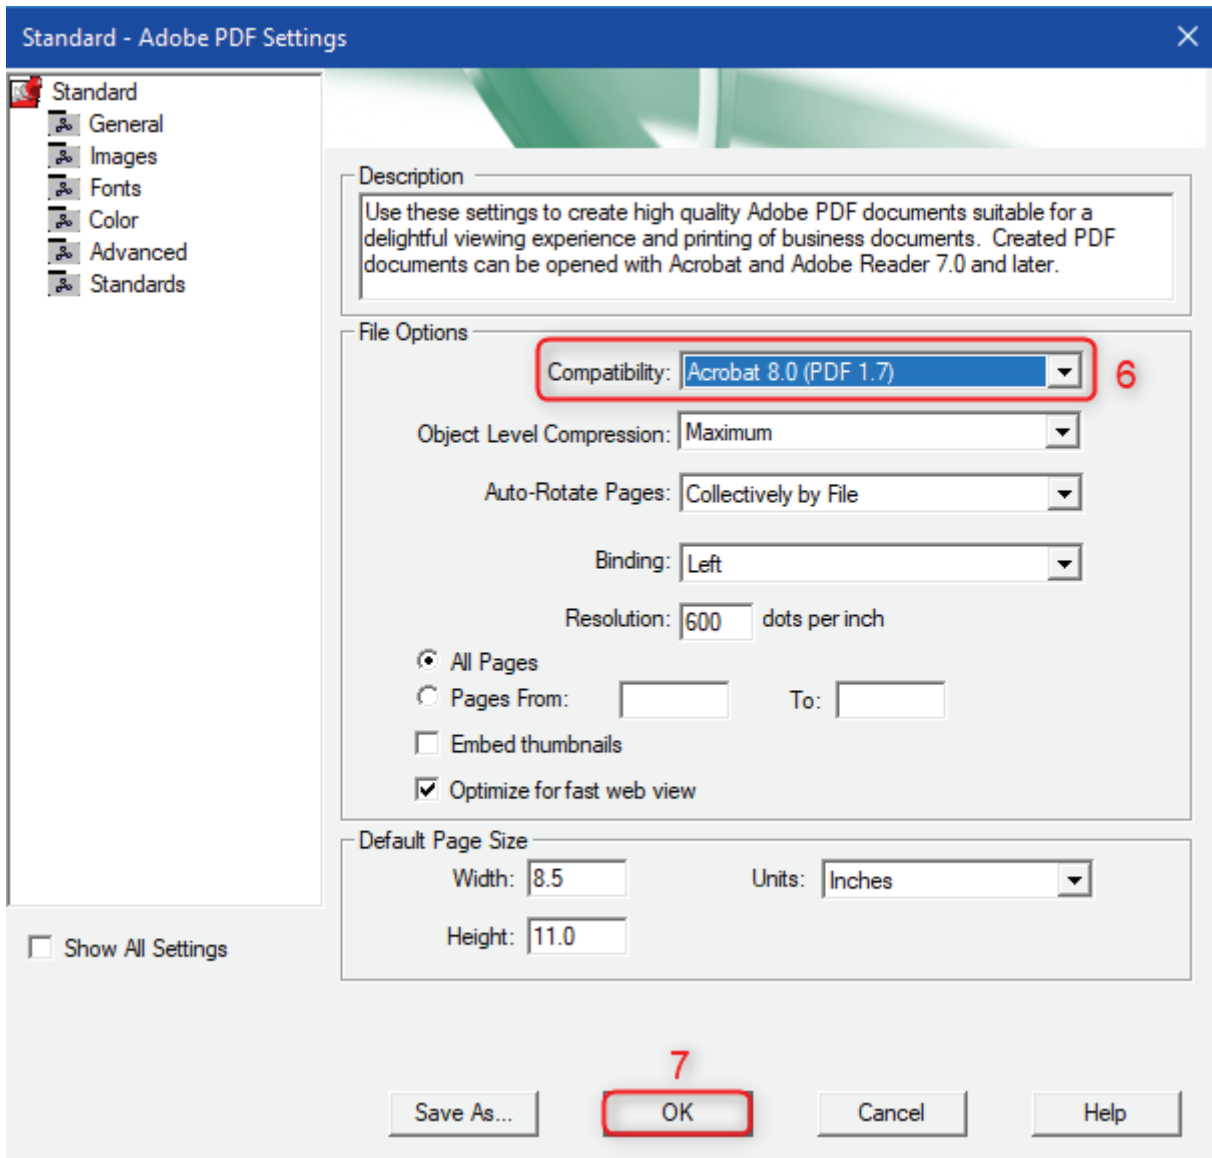 Standard - Adobe PDF Settings
Standard
General
Images
Fonts
Color
Advanced
Standards
Show All Settings
Description
Use these settings to create high quality Adobe PDF documents suitable for a
delightful viewing experience and printing of business documents.  Created PDF
documents can be opened with Acrobat and Adobe Reader 7.0 and later.
File Options
Compatibility: Acrobat 8.0 (PDF 1.7) 6
Object Level Compression: Maximum
Auto-Rotate Pages: Collectively by File
Binding: Left
Resolution: 600 dots per inch
All Pages
Pages From: To:
Embed thumbnails
Optimize for fast web view
Default Page Size
Width: 8.5 Units: Inches
Height: 11.0
7
Save As... OK Cancel Help